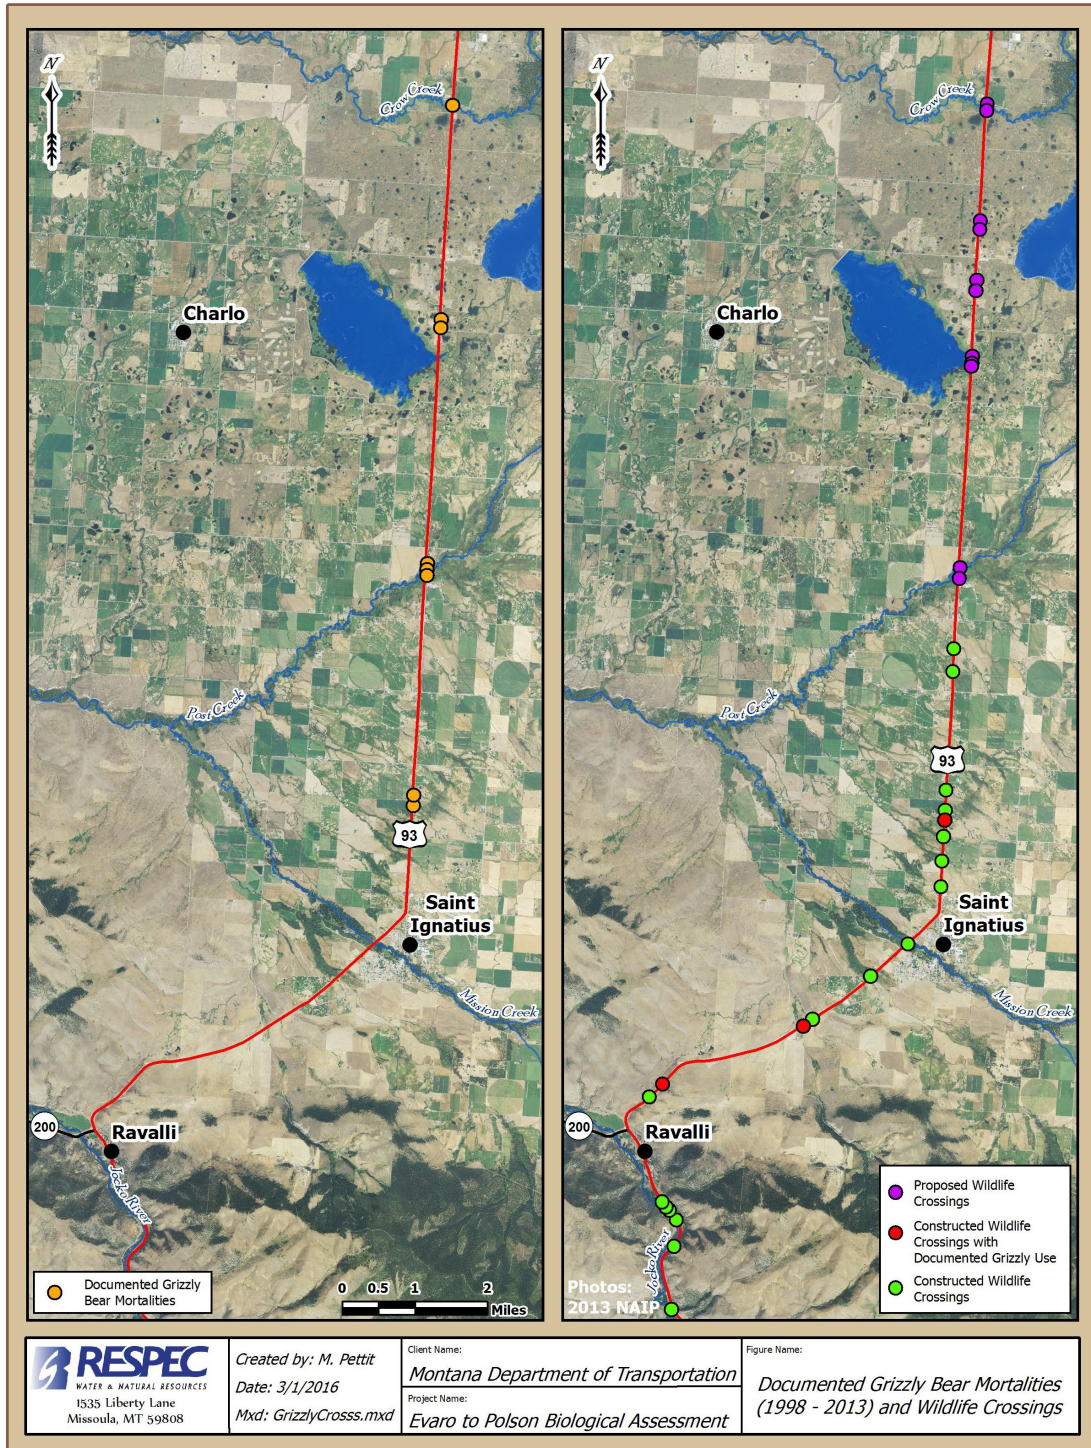 N
Crow Creek
Charlo
Post Creek
93
Saint
Ignatius
Mission Creek
200
Ravalli
Jocko River
Documented Grizzly
Bear Mortalities
0 0.5 1 2
Miles
N
Crow Creek
Charlo
Post Creek
93
Saint
Ignatius
Mission Creek
200
Ravalli
Jocko River
Photos:
2013 NAIP
Proposed Wildlife
Crossings
Constructed Wildlife
Crossings with
Documented Grizzly Use
Constructed Wildlife
Crossings
RESPEC
WATER & NATURAL RESOURCES
1535 Liberty Lane
Missoula, MT 59808
Created by: M. Pettit
Date: 3/1/2016
Mxd: GrizzlyCrosss.mxd
Client Name:
Montana Department of Transportation
Project Name:
Evaro to Polson Biological Assessment
Figure Name:
Documented Grizzly Bear Mortalities
(1998 - 2013) and Wildlife Crossings